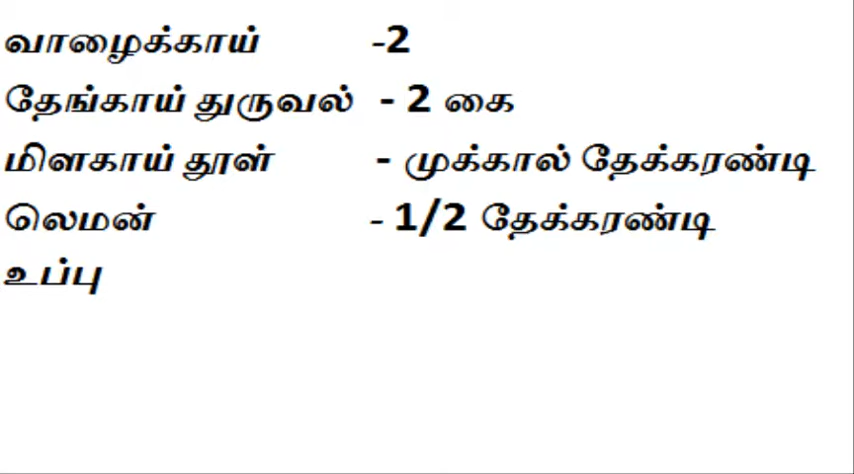 வாழைக்காய் -2
தேங்காய் துருவல் - 2 கை
மிளகாய் தூள் - முக்கால் தேக்கரண்டி
லெமன் - 1/2 தேக்கரண்டி
உப்பு